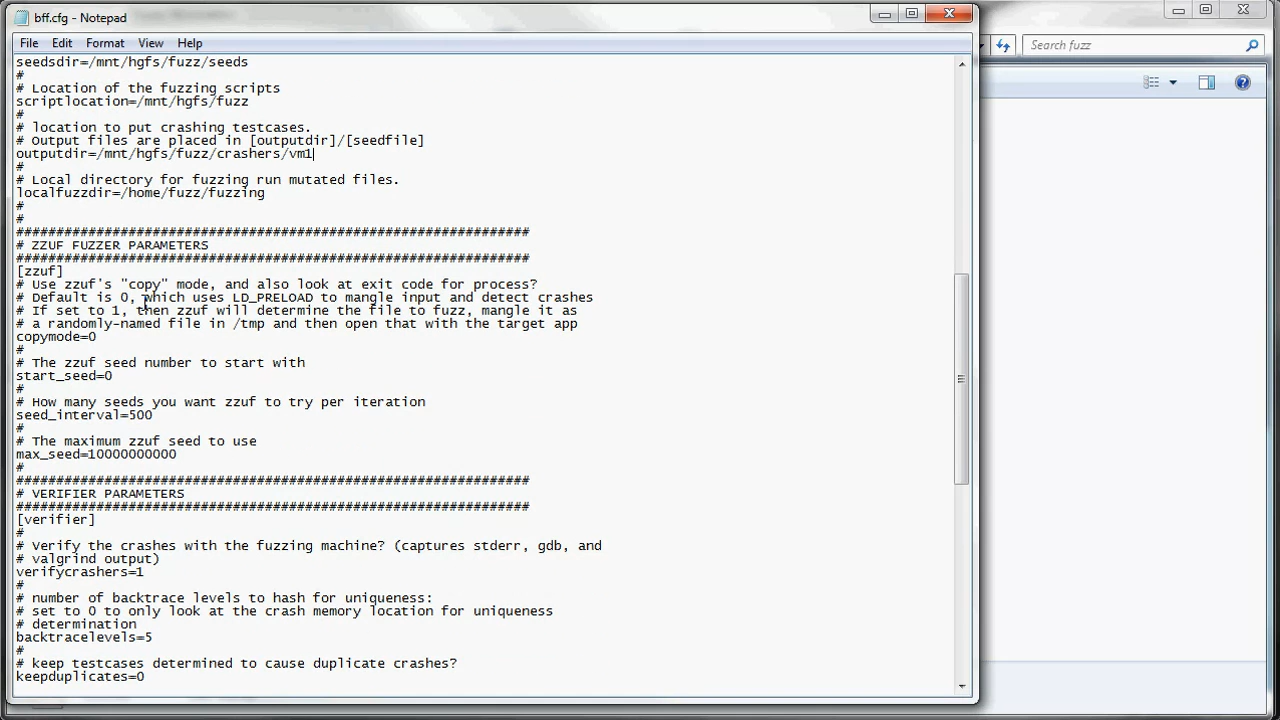 bff.cfg - Notepad
File Edit Format View Help
Search fuzz
seedsdir=/mnt/hgfs/fuzz/seeds
#
# Location of the fuzzing scripts
scriptlocation=/mnt/hgfs/fuzz
#
# location to put crashing testcases.
# Output files are placed in [outputdir]/[seedfile]
outputdir=/mnt/hgfs/fuzz/crashers/vm1
#
# Local directory for fuzzing run mutated files.
localfuzzdir=/home/fuzz/fuzzing
#
#
################################################################
# ZZUF FUZZER PARAMETERS
################################################################
[zzuf]
# Use zzuf's "copy" mode, and also look at exit code for process?
# Default is 0, which uses LD_PRELOAD to mangle input and detect crashes
# If set to 1, then zzuf will determine the file to fuzz, mangle it as
# a randomly-named file in /tmp and then open that with the target app
copymode=0
#
# The zzuf seed number to start with
start_seed=0
#
# How many seeds you want zzuf to try per iteration
seed_interval=500
#
# The maximum zzuf seed to use
max_seed=10000000000
#
################################################################
# VERIFIER PARAMETERS
################################################################
[verifier]
#
# Verify the crashes with the fuzzing machine? (captures stderr, gdb, and
# valgrind output)
verifycrashers=1
#
# number of backtrace levels to hash for uniqueness:
# set to 0 to only look at the crash memory location for uniqueness
# determination
backtracelevels=5
#
# keep testcases determined to cause duplicate crashes?
keepduplicates=0